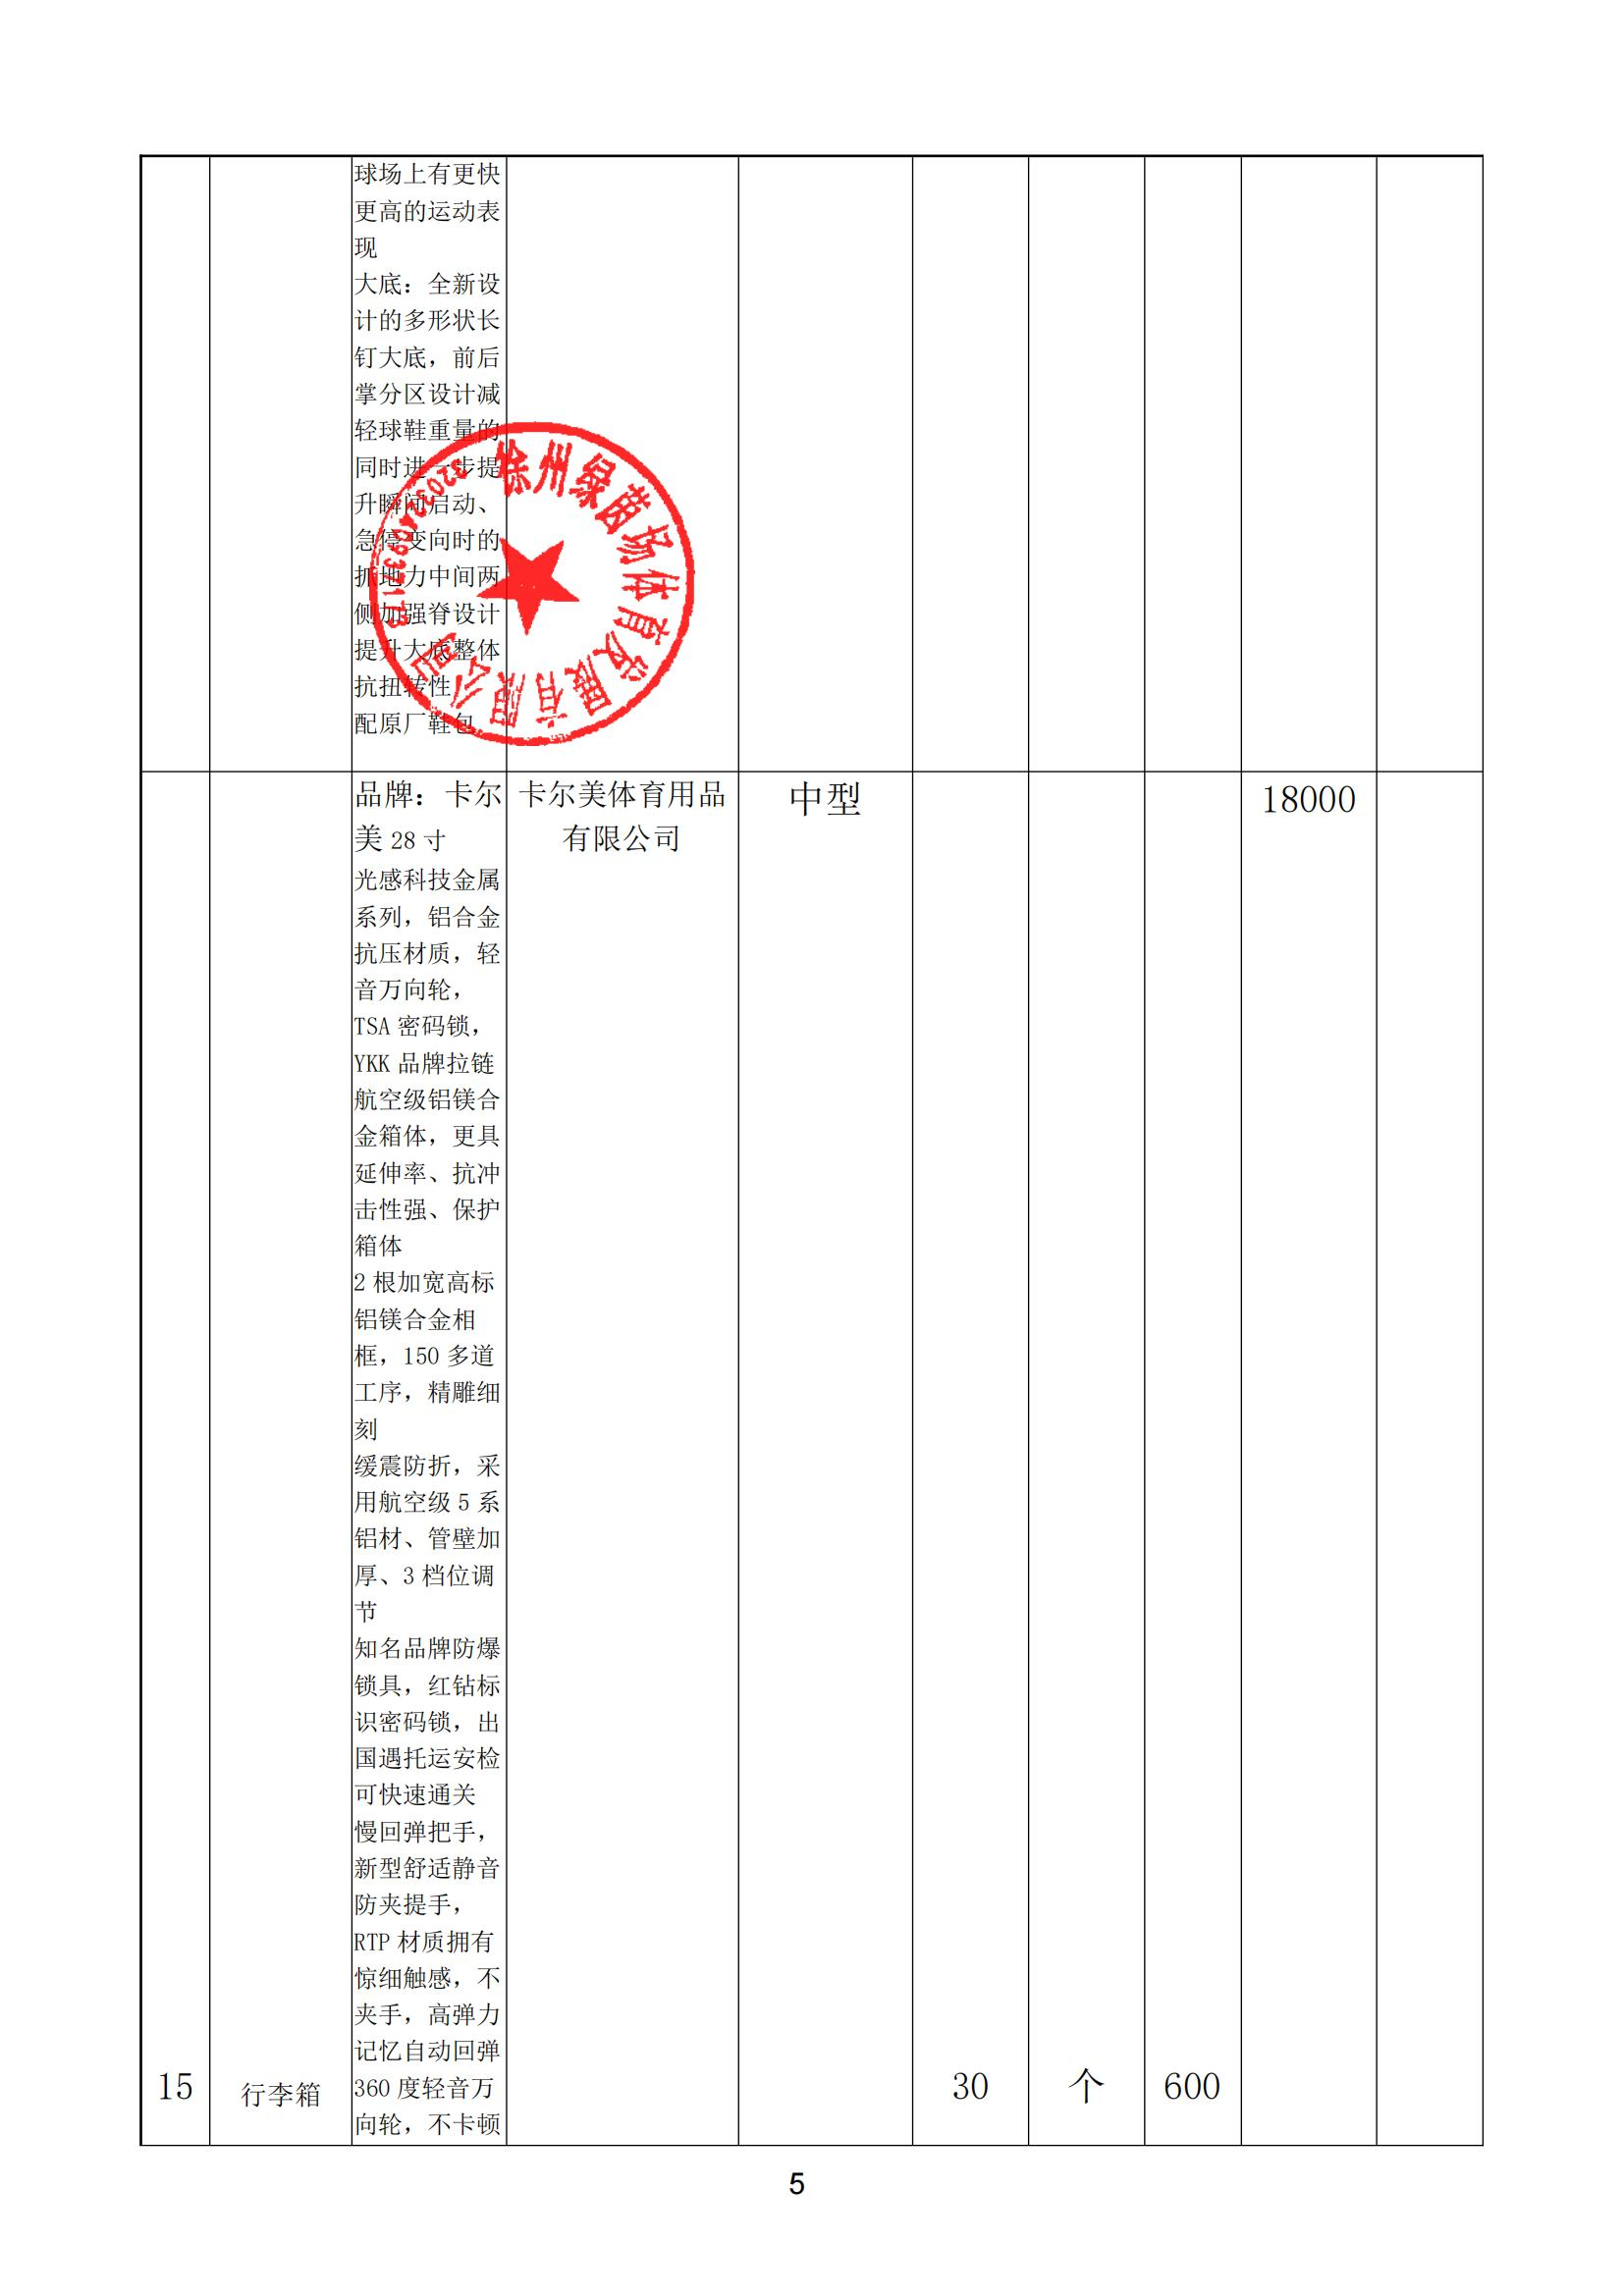 球场上有更快
更高的运动表
现
大底：全新设
计的多形状长
钉大底，前后
掌分区设计减
轻球鞋重量的
同时进一步提
升瞬间启动、
急停变向时的
抓地力中间两
侧加强脊设计
提升大底整体
抗扭转性
配原厂鞋包
徐州绿茵场体育发展有限公司
品牌：卡尔
美 28 寸
光感科技金属
系列，铝合金
抗压材质，轻
音万向轮，
TSA 密码锁，
YKK 品牌拉链
航空级铝镁合
金箱体，更具
延伸率、抗冲
击性强、保护
箱体
2 根加宽高标
铝镁合金相
框，150 多道
工序，精雕细
刻
缓震防折，采
用航空级 5 系
铝材、管壁加
厚、3 档位调
节
知名品牌防爆
锁具，红钻标
识密码锁，出
国遇托运安检
可快速通关
慢回弹把手，
新型舒适静音
防夹提手，
RTP 材质拥有
惊细触感，不
夹手，高弹力
记忆自动回弹
360 度轻音万
向轮，不卡顿
卡尔美体育用品
有限公司
中型
18000
15
行李箱
30
个
600
5